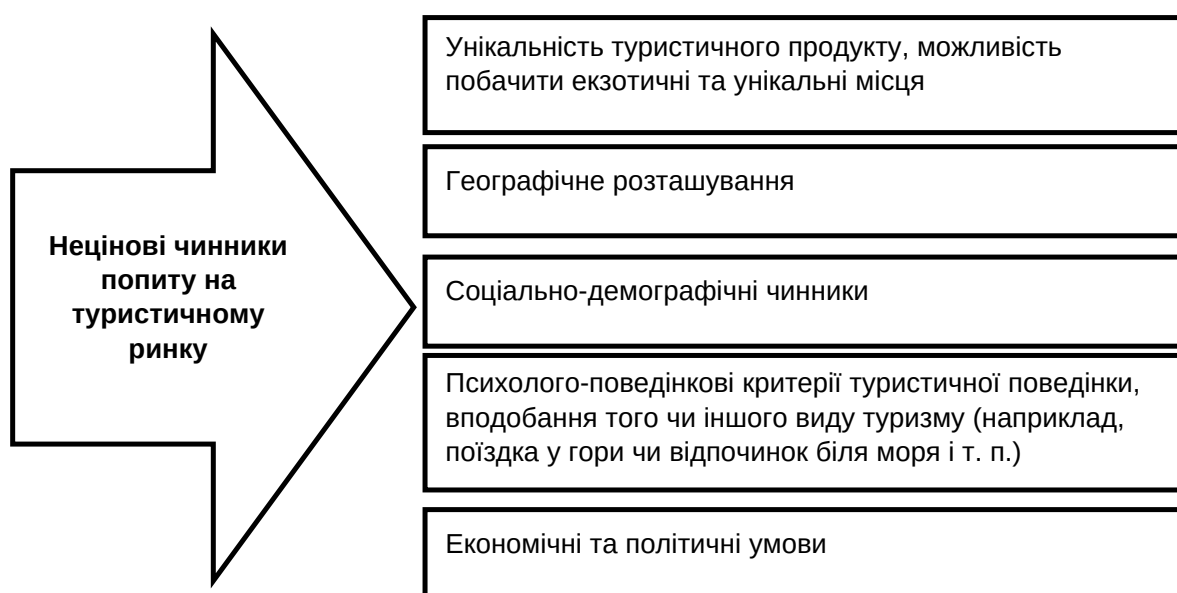 Нецінові чинники
попиту на
туристичному
ринку
Унікальність туристичного продукту, можливість
побачити екзотичні та унікальні місця
Географічне розташування
Соціально-демографічні чинники
Психолого-поведінкові критерії туристичної поведінки,
вподобання того чи іншого виду туризму (наприклад,
поїздка у гори чи відпочинок біля моря і т. п.)
Економічні та політичні умови